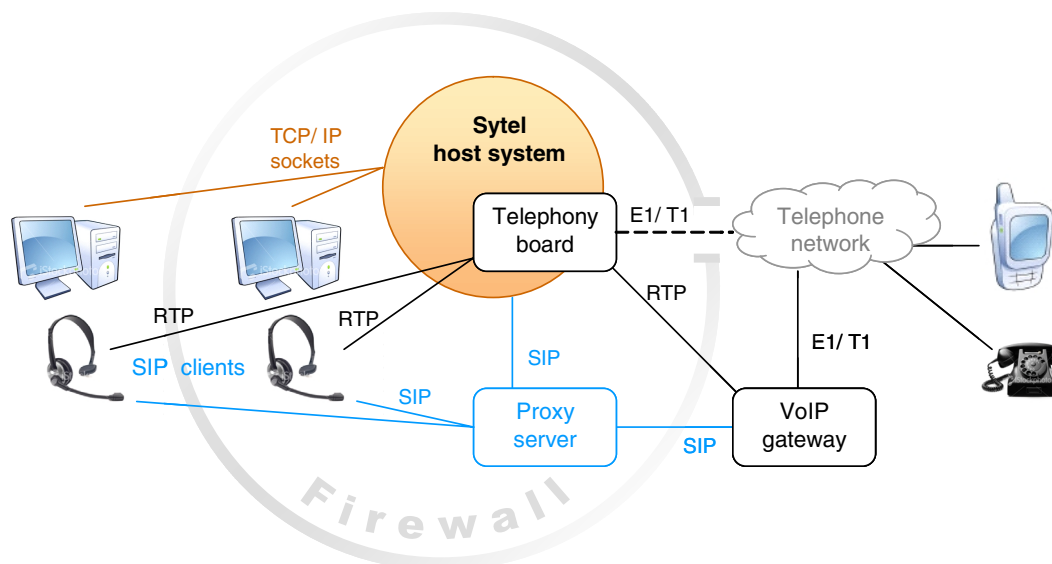 TCP/ IP
sockets
Sytel
host system
Telephony
board
E1/ T1
Telephone
network
RTP
RTP
RTP
SIP clients
E1/ T1
SIP
SIP
Proxy
server
SIP
VoIP
gateway
Firewall